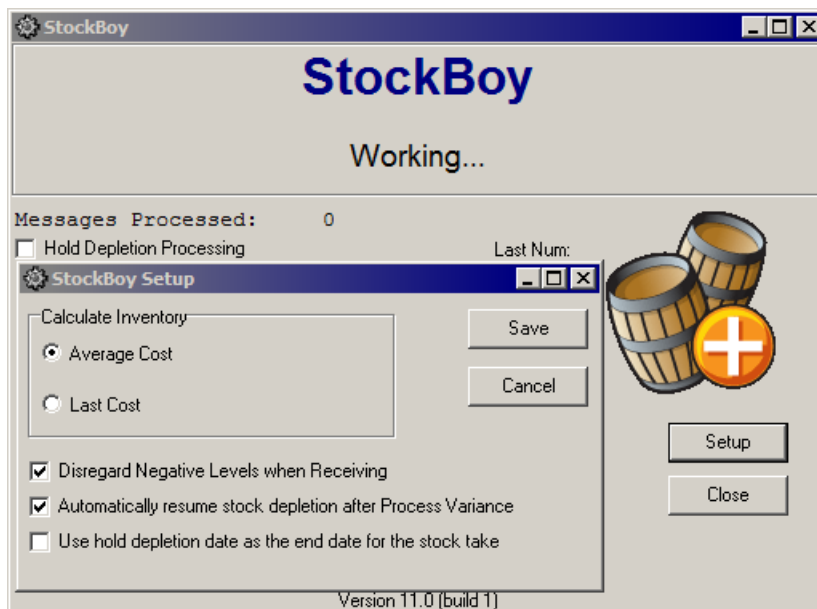 StockBoy
StockBoy
Working...
Messages Processed: 0
Hold Depletion Processing
Last Num:
StockBoy Setup
Calculate Inventory
Average Cost
Last Cost
Save
Cancel
Disregard Negative Levels when Receiving
Automatically resume stock depletion after Process Variance
Use hold depletion date as the end date for the stock take
Setup
Close
Version 11.0 (build 1)